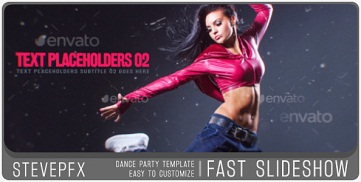 envato
envato
TEXT PLACEHOLDERS 02
TEXT PLACEHOLDERS SUBTITLE 02 GOES HERE
envato
envato
STEVEPFX
DANCE PARTY TEMPLATE
EASY TO CUSTOMIZE
FAST SLIDESHOW